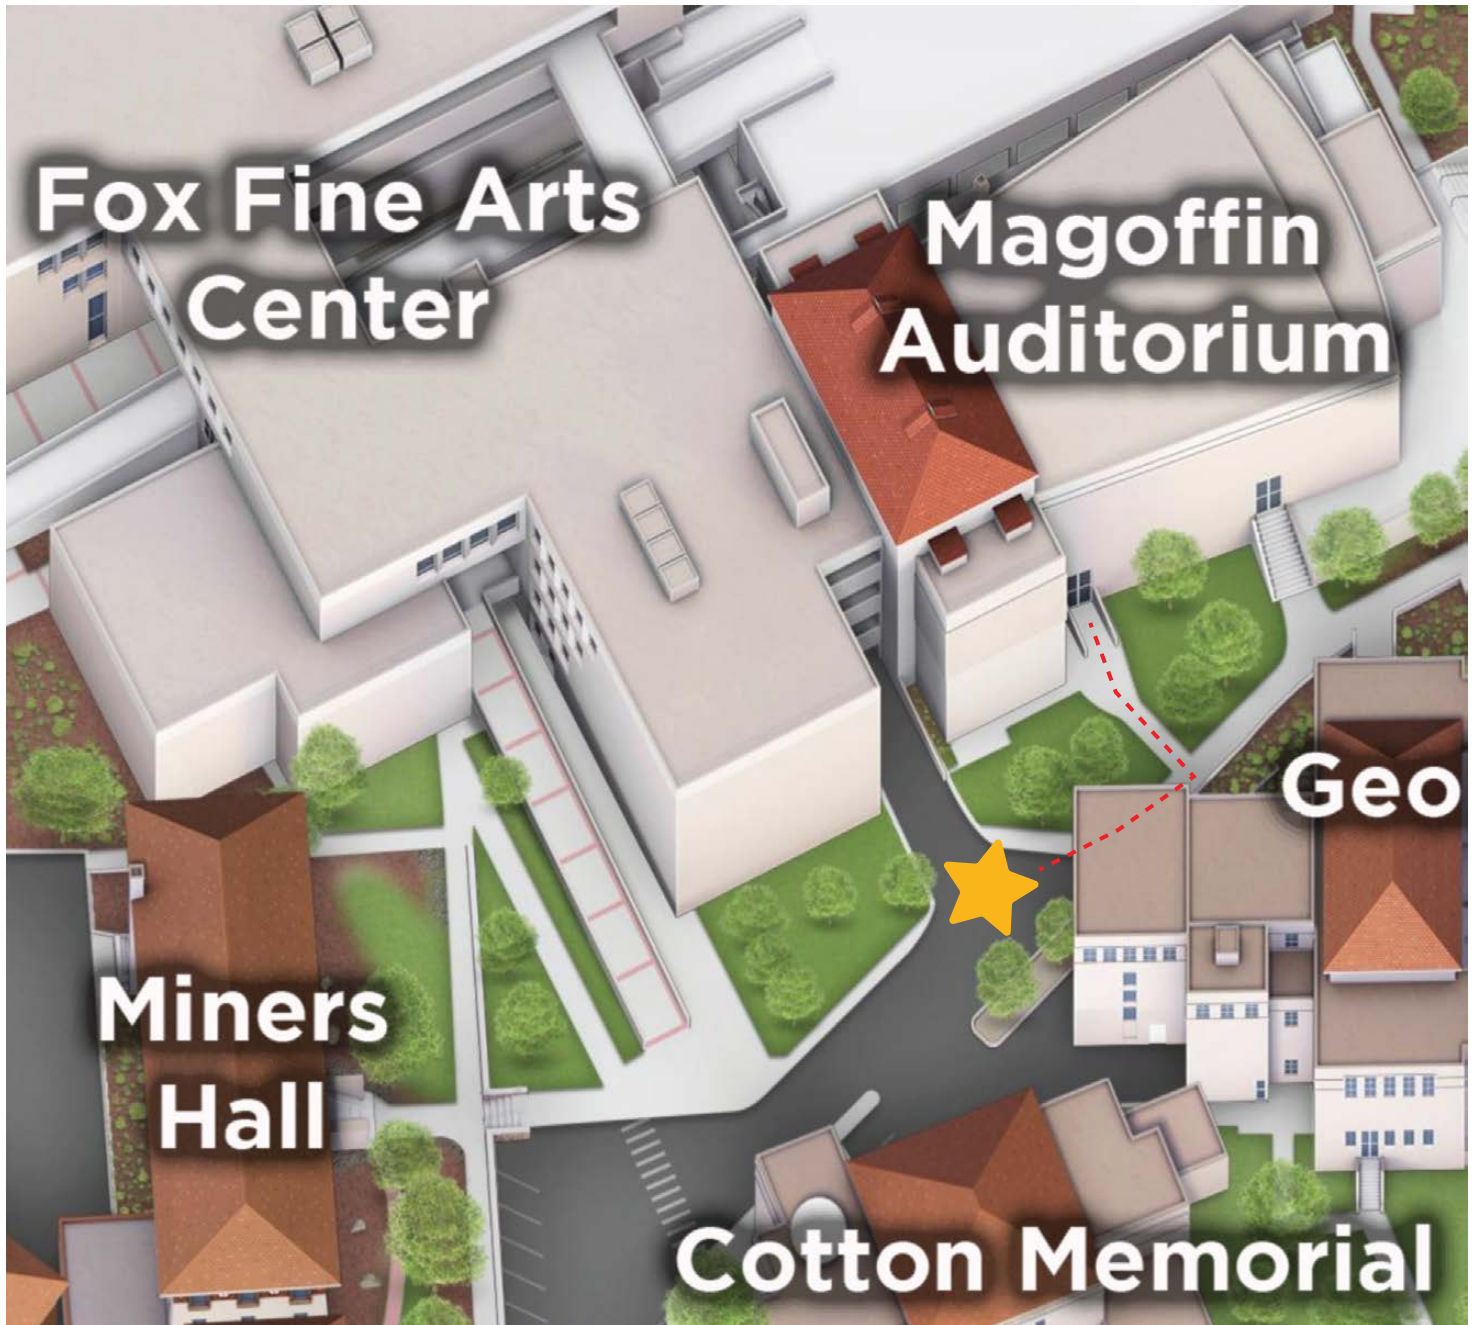 Fox Fine Arts
Center
Magoffin
Auditorium
Geo
Miners
Hall
Cotton Memorial